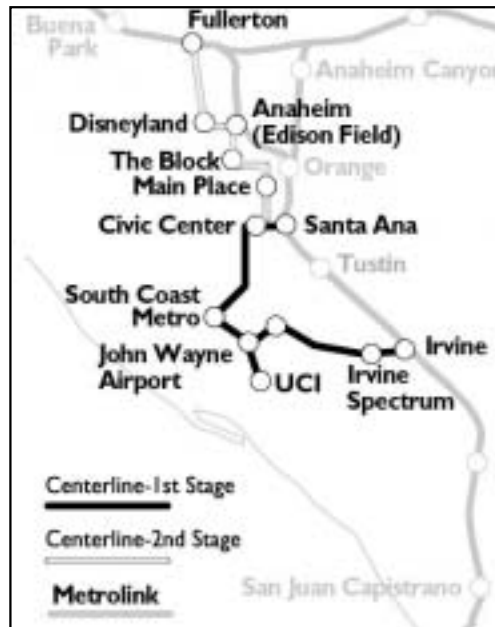 Fullerton
Buena
Park
Anaheim Canyon
Disneyland
Anaheim
(Edison Field)
The Block
Orange
Main Place
Civic Center
Santa Ana
Tustin
South Coast
Metro
John Wayne
Airport
Irvine
UCI
Irvine
Spectrum
Centerline-1st Stage
Centerline-2nd Stage
Metrolink
San Juan Capistrano